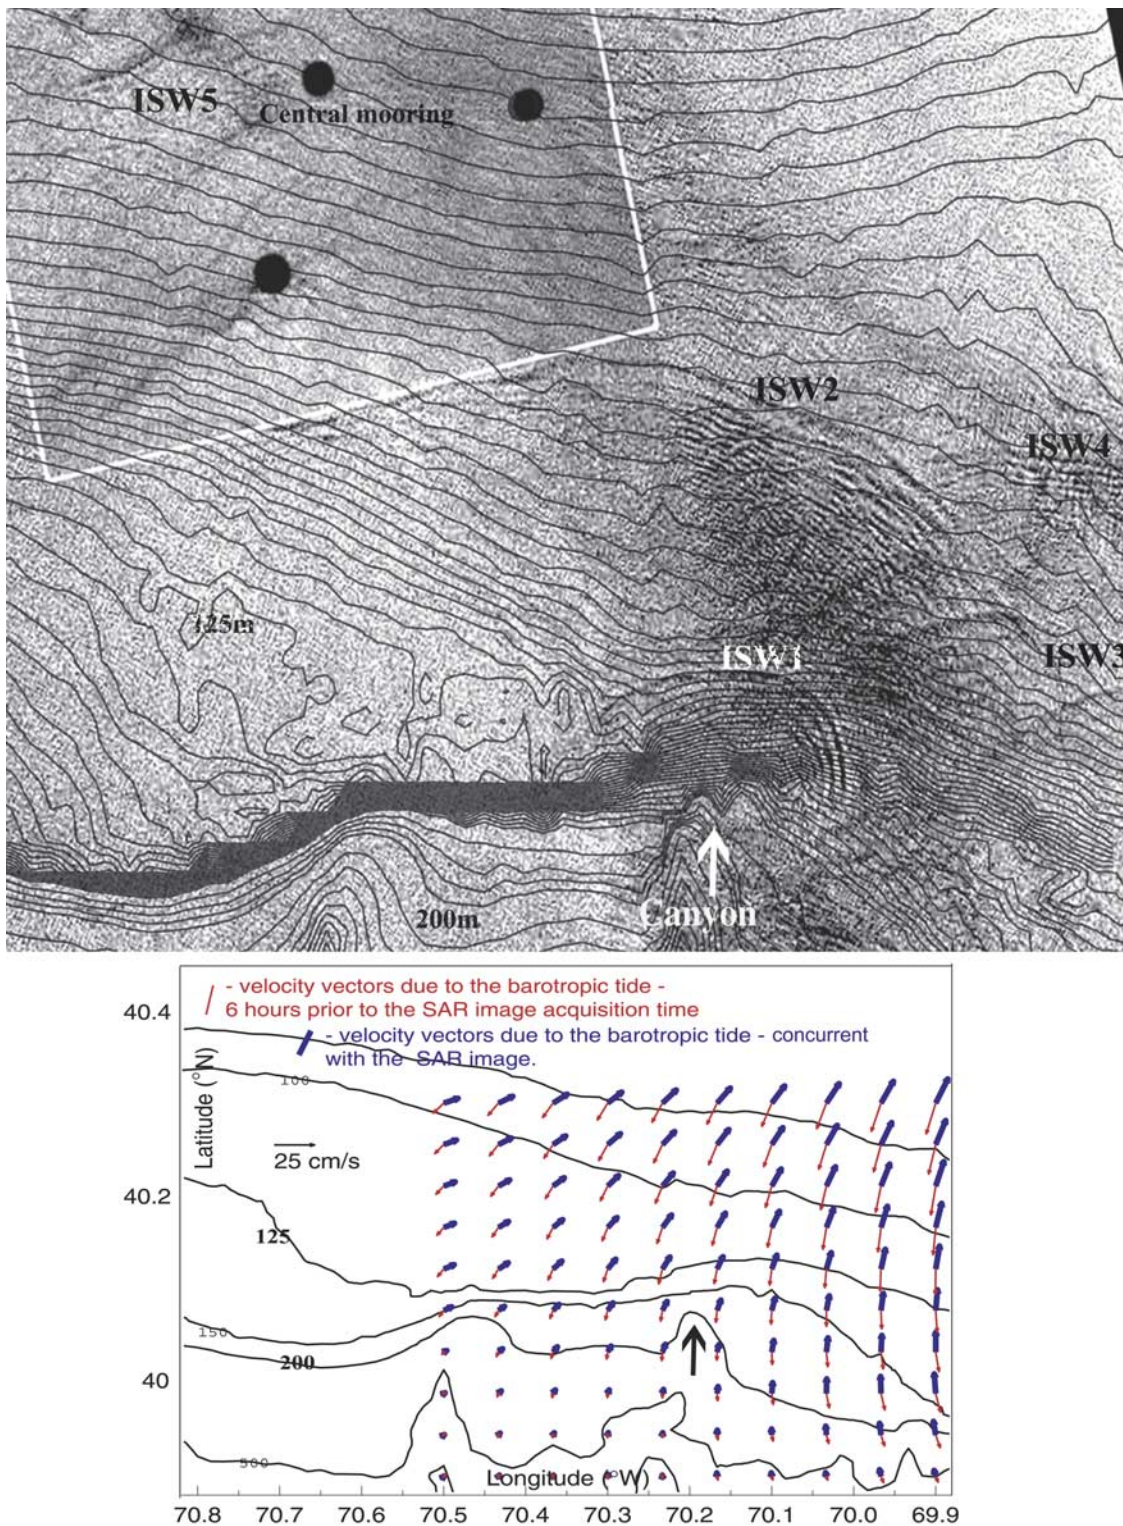 ISW5
Central mooring
ISW2
ISW4
125m
ISW1
ISW3
200m
Canyon
- velocity vectors due to the barotropic tide -
6 hours prior to the SAR image acquisition time
- velocity vectors due to the barotropic tide - concurrent
with the SAR image.
40.4
40.2
40
Latitude (°N)
100
25 cm/s
125
150
200
500
Longitude (°W)
70.8 70.7 70.6 70.5 70.4 70.3 70.2 70.1 70.0 69.9